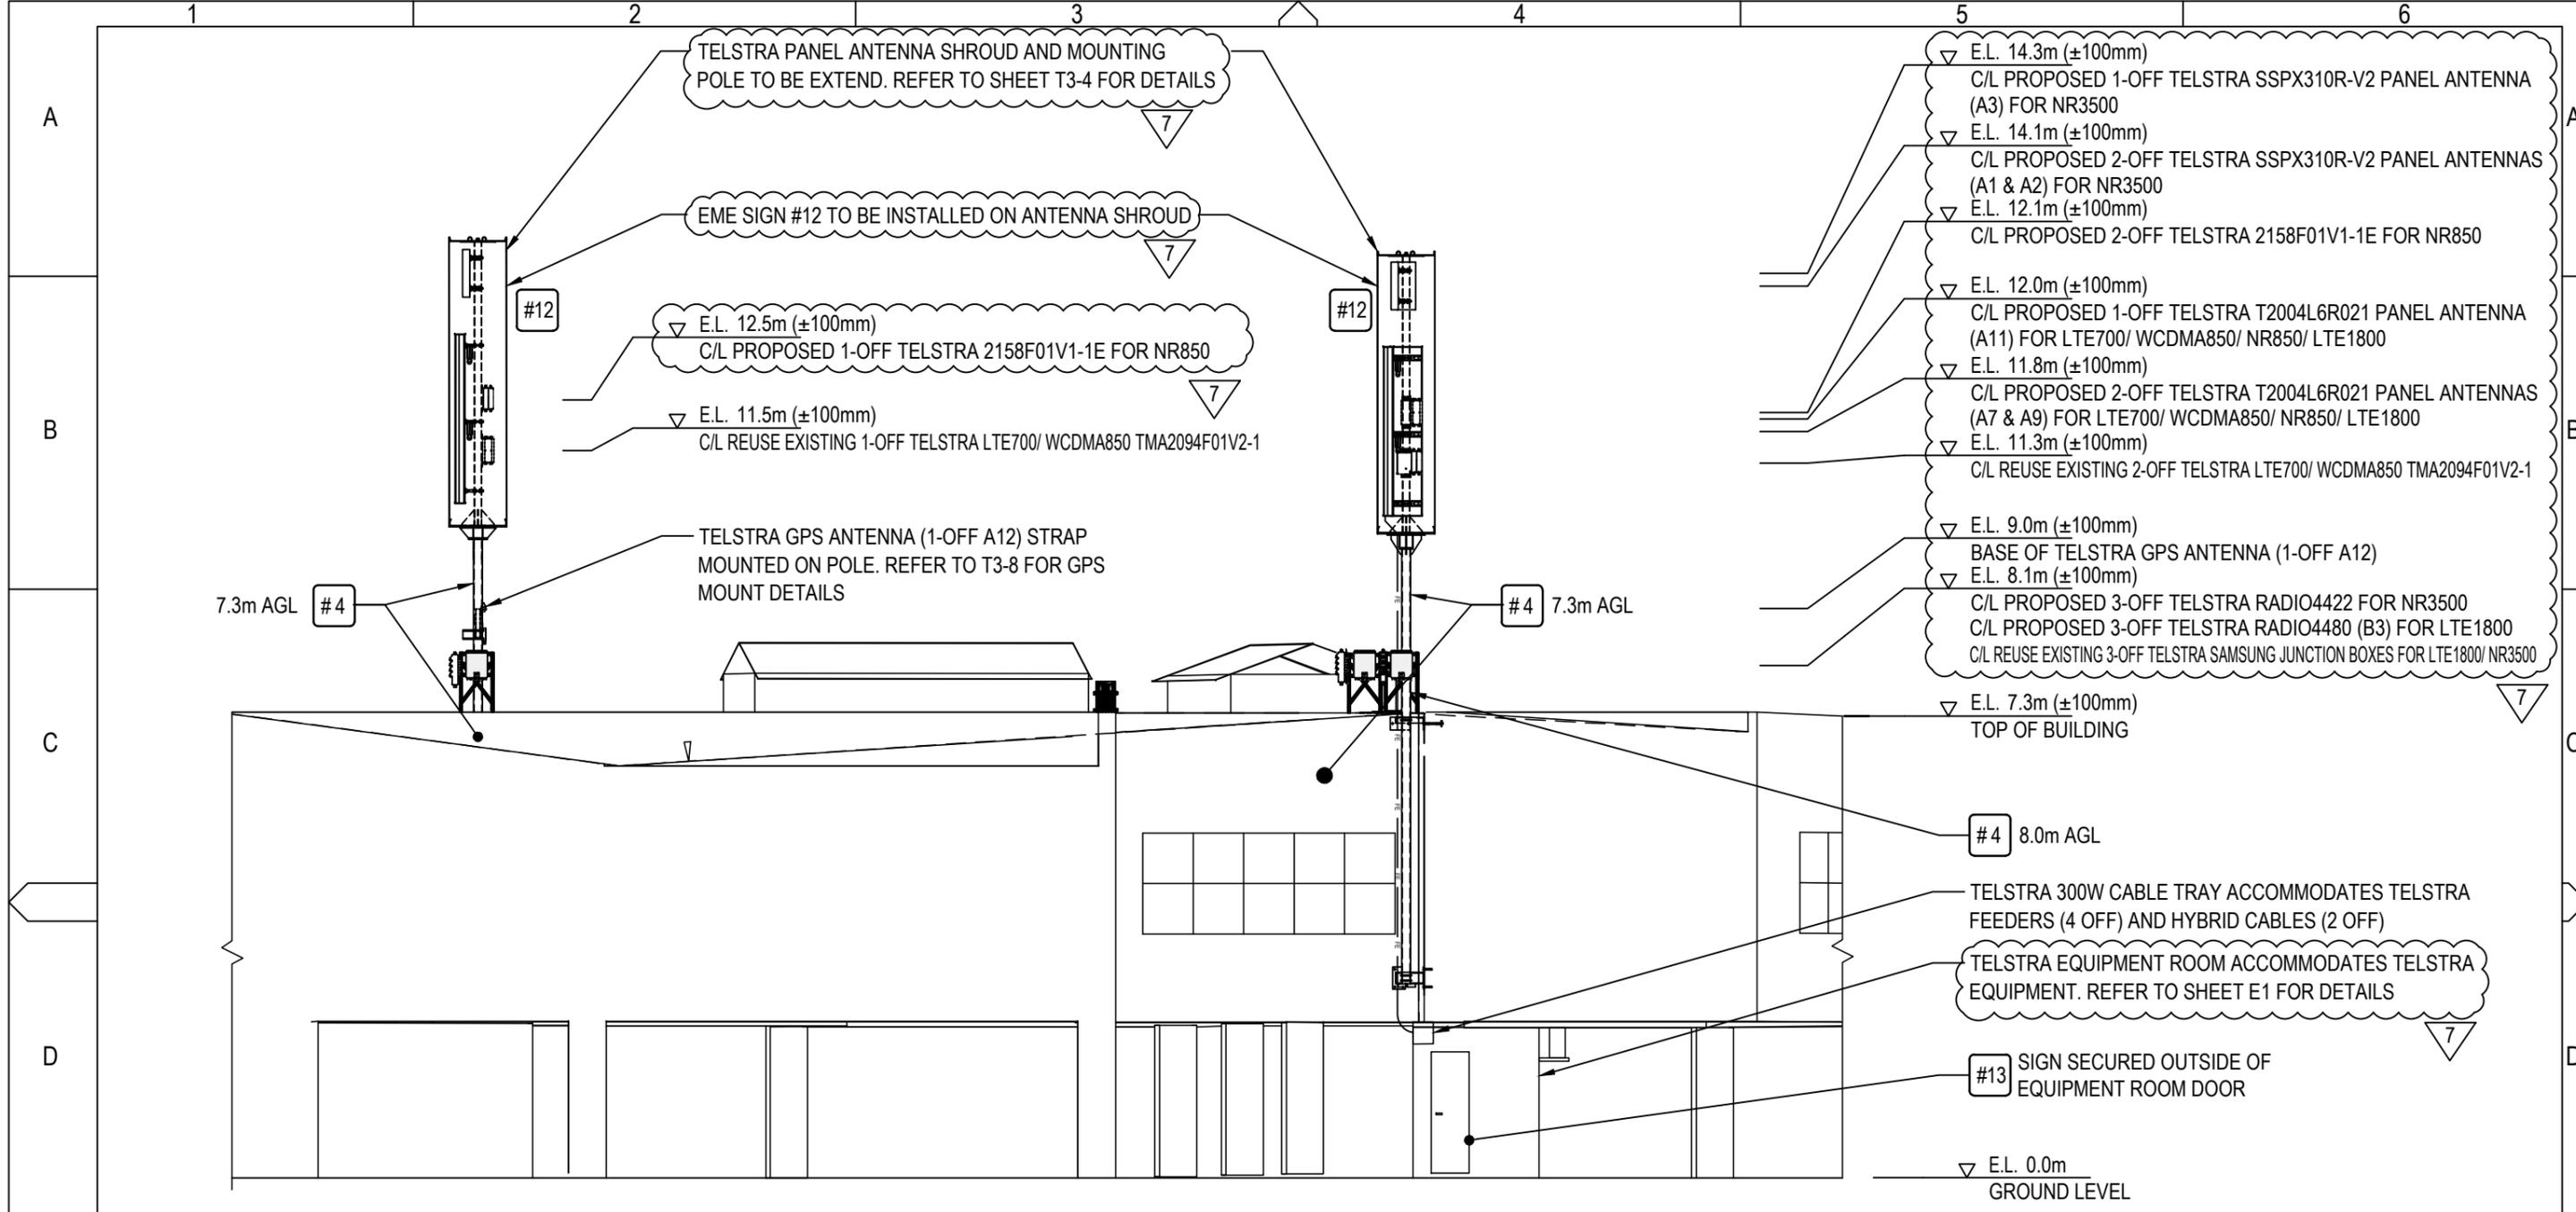 1 2 3 4 5 6
A
A
B
B
C
C
D
D
TELSTRA PANEL ANTENNA SHROUD AND MOUNTING
POLE TO BE EXTEND. REFER TO SHEET T3-4 FOR DETAILS
7
EME SIGN #12 TO BE INSTALLED ON ANTENNA SHROUD
7
#12
#12
E.L. 12.5m (±100mm)
C/L PROPOSED 1-OFF TELSTRA 2158F01V1-1E FOR NR850
7
E.L. 11.5m (±100mm)
C/L REUSE EXISTING 1-OFF TELSTRA LTE700/ WCDMA850 TMA2094F01V2-1
TELSTRA GPS ANTENNA (1-OFF A12) STRAP
MOUNTED ON POLE. REFER TO T3-8 FOR GPS
MOUNT DETAILS
7.3m AGL #4
#4 7.3m AGL
E.L. 14.3m (±100mm)
C/L PROPOSED 1-OFF TELSTRA SSPX310R-V2 PANEL ANTENNA
(A3) FOR NR3500
E.L. 14.1m (±100mm)
C/L PROPOSED 2-OFF TELSTRA SSPX310R-V2 PANEL ANTENNAS
(A1 & A2) FOR NR3500
E.L. 12.1m (±100mm)
C/L PROPOSED 2-OFF TELSTRA 2158F01V1-1E FOR NR850
E.L. 12.0m (±100mm)
C/L PROPOSED 1-OFF TELSTRA T2004L6R021 PANEL ANTENNA
(A11) FOR LTE700/ WCDMA850/ NR850/ LTE1800
E.L. 11.8m (±100mm)
C/L PROPOSED 2-OFF TELSTRA T2004L6R021 PANEL ANTENNAS
(A7 & A9) FOR LTE700/ WCDMA850/ NR850/ LTE1800
E.L. 11.3m (±100mm)
C/L REUSE EXISTING 2-OFF TELSTRA LTE700/ WCDMA850 TMA2094F01V2-1
E.L. 9.0m (±100mm)
BASE OF TELSTRA GPS ANTENNA (1-OFF A12)
E.L. 8.1m (±100mm)
C/L PROPOSED 3-OFF TELSTRA RADIO4422 FOR NR3500
C/L PROPOSED 3-OFF TELSTRA RADIO4480 (B3) FOR LTE1800
C/L REUSE EXISTING 3-OFF TELSTRA SAMSUNG JUNCTION BOXES FOR LTE1800/ NR3500
7
E.L. 7.3m (±100mm)
TOP OF BUILDING
#4 8.0m AGL
TELSTRA 300W CABLE TRAY ACCOMMODATES TELSTRA
FEEDERS (4 OFF) AND HYBRID CABLES (2 OFF)
TELSTRA EQUIPMENT ROOM ACCOMMODATES TELSTRA
EQUIPMENT. REFER TO SHEET E1 FOR DETAILS
7
#13 SIGN SECURED OUTSIDE OF
EQUIPMENT ROOM DOOR
E.L. 0.0m
GROUND LEVEL